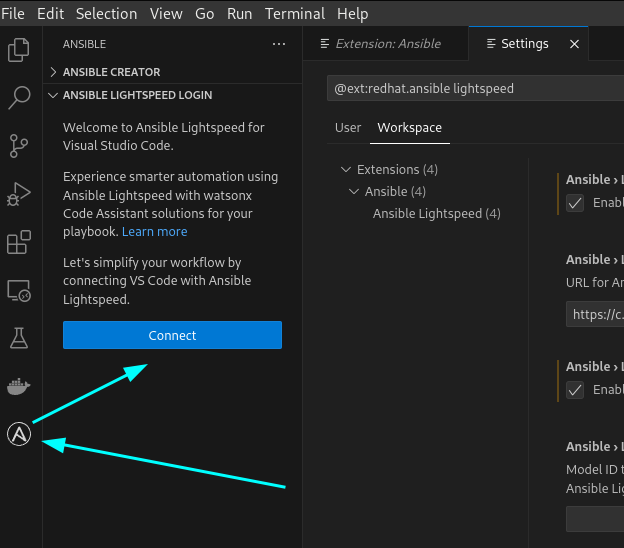 File Edit Selection View Go Run Terminal Help
ANSIBLE
ANSIBLE CREATOR
ANSIBLE LIGHTSPEED LOGIN
Welcome to Ansible Lightspeed for
Visual Studio Code.
Experience smarter automation using
Ansible Lightspeed with watsonx
Code Assistant solutions for your
playbook. Learn more
Let's simplify your workflow by
connecting VS Code with Ansible
Lightspeed.
Connect
Extension: Ansible
Settings
@ext:redhat.ansible lightspeed
User Workspace
Extensions (4)
Ansible (4)
Ansible Lightspeed (4)
Ansible › L
Enabl
Ansible › L
URL for An
https://c.
Ansible › L
Enabl
Ansible › L
Model ID t
Ansible Lig